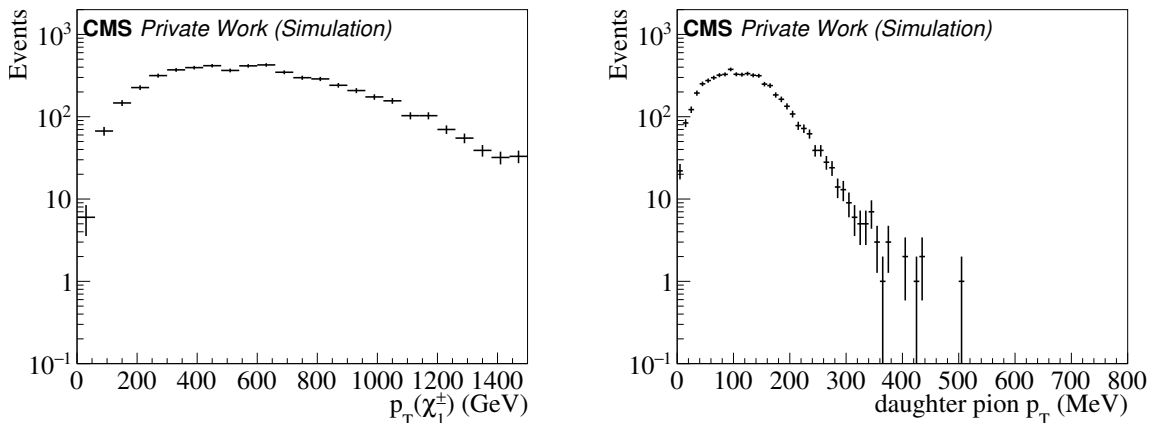 CMS Private Work (Simulation)
Events
10³
10²
10
1
10⁻¹
0 200 400 600 800 1000 1200 1400
p_T(χ₁^±) (GeV)
CMS Private Work (Simulation)
Events
10³
10²
10
1
10⁻¹
0 100 200 300 400 500 600 700 800
daughter pion p_T (MeV)